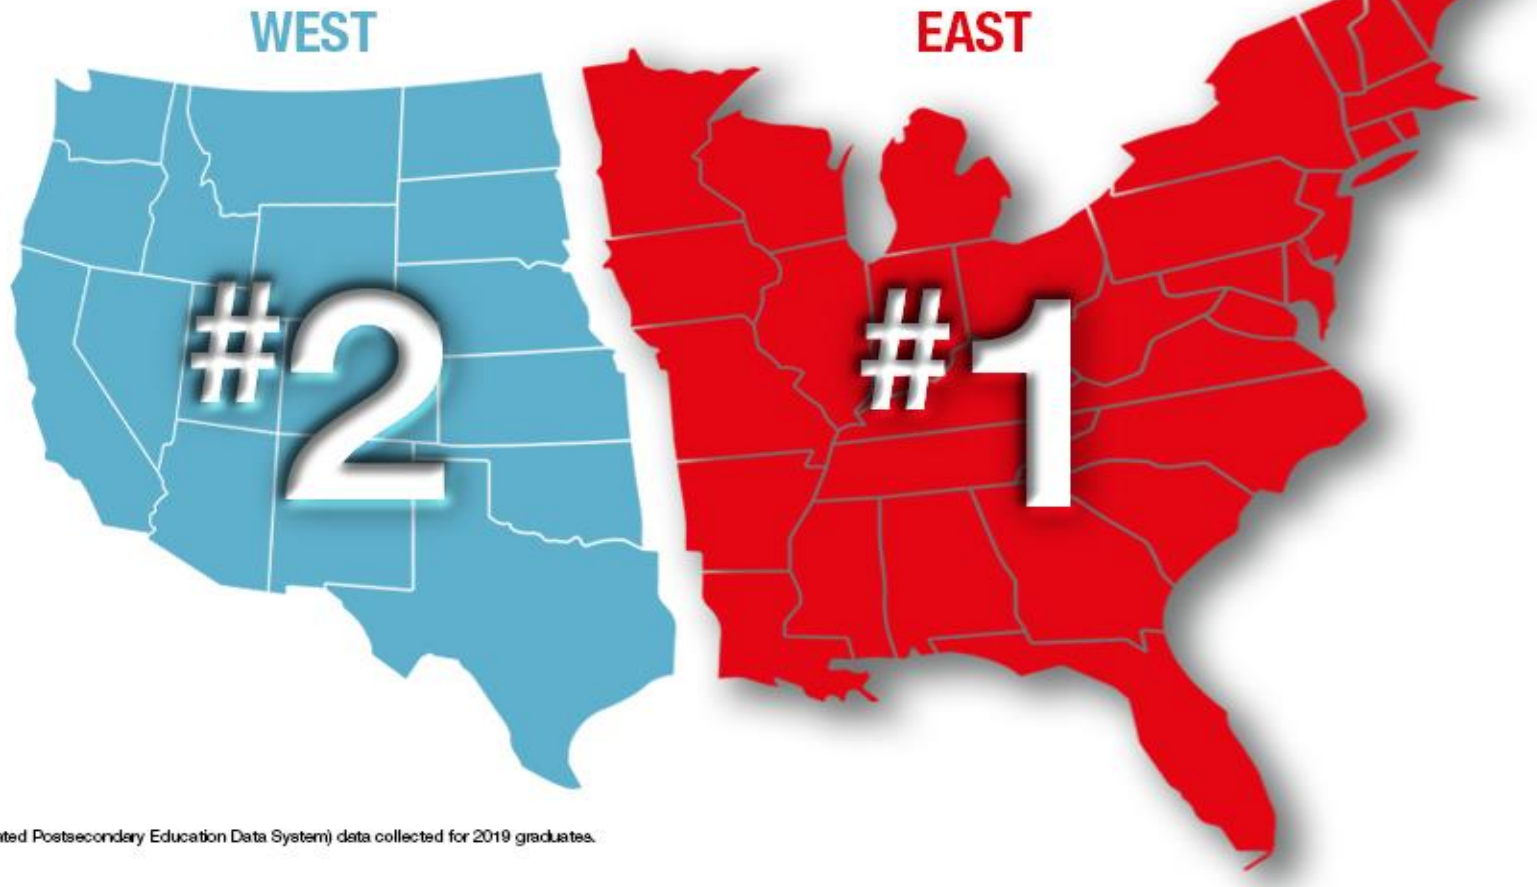 WEST
EAST
#2
#1
ated Postsecondary Education Data System) data collected for 2019 graduates.